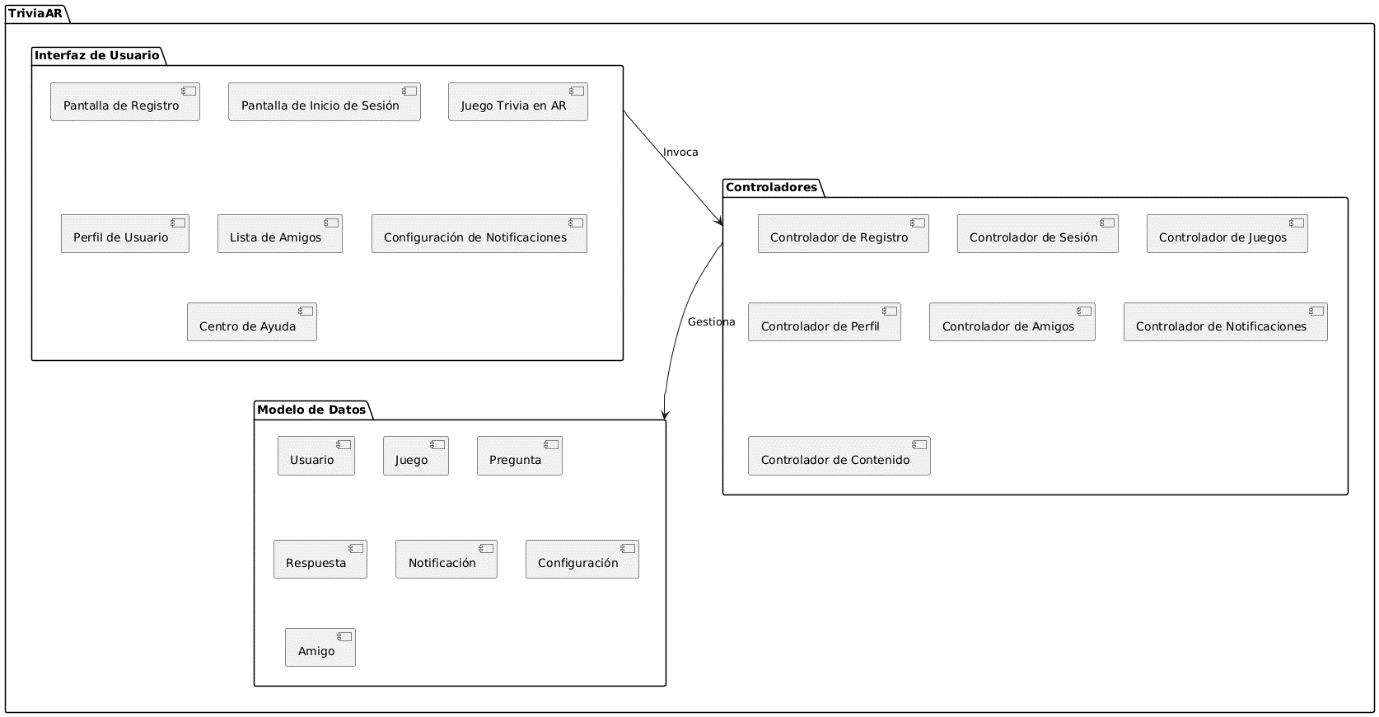 TriviaAR
Interfaz de Usuario
Pantalla de Registro
Pantalla de Inicio de Sesión
Juego Trivia en AR
Perfil de Usuario
Lista de Amigos
Configuración de Notificaciones
Centro de Ayuda
Invoca
Controladores
Controlador de Registro
Controlador de Sesión
Controlador de Juegos
Controlador de Perfil
Controlador de Amigos
Controlador de Notificaciones
Controlador de Contenido
Gestiona
Modelo de Datos
Usuario
Juego
Pregunta
Respuesta
Notificación
Configuración
Amigo